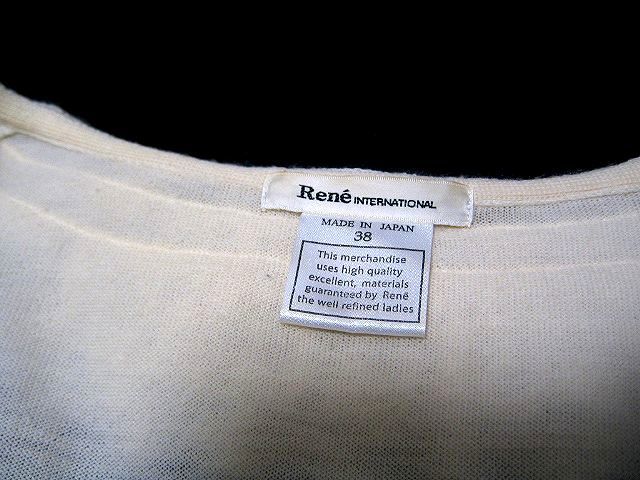 René INTERNATIONAL
MADE IN JAPAN
38
This merchandise
uses high quality
excellent, materials
guaranteed by René
the well refined ladies